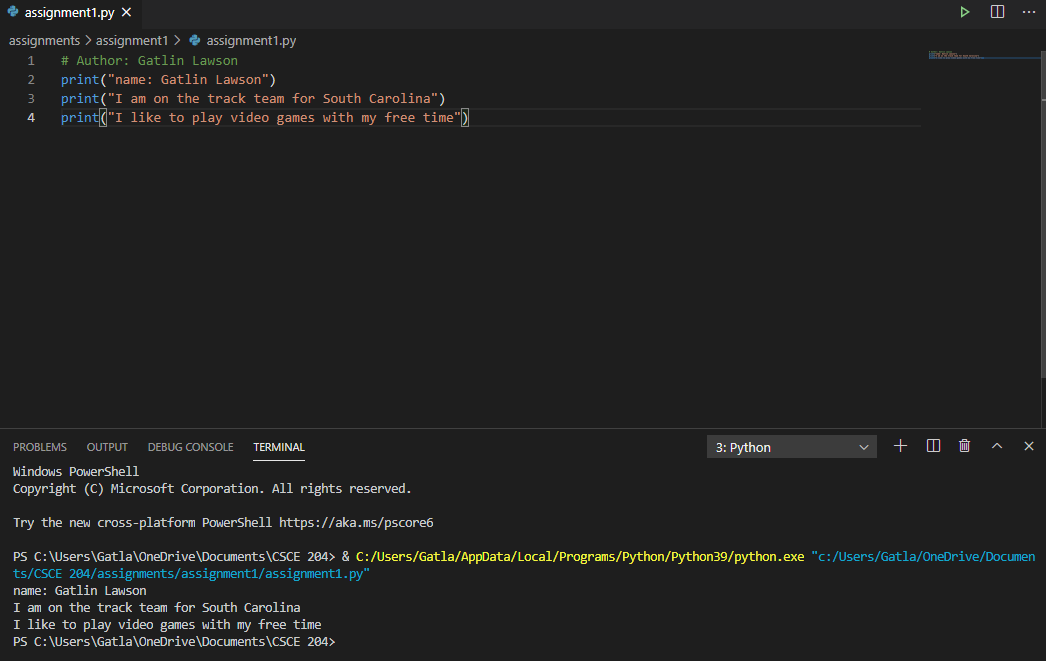 assignment1.py
assignments > assignment1 > assignment1.py
1 # Author: Gatlin Lawson
2 print("name: Gatlin Lawson")
3 print("I am on the track team for South Carolina")
4 print("I like to play video games with my free time")
PROBLEMS OUTPUT DEBUG CONSOLE TERMINAL 3: Python
Windows PowerShell
Copyright (C) Microsoft Corporation. All rights reserved.
Try the new cross-platform PowerShell https://aka.ms/pscore6
PS C:\Users\Gatla\OneDrive\Documents\CSCE 204> & C:/Users/Gatla/AppData/Local/Programs/Python/Python39/python.exe "c:/Users/Gatla/OneDrive/Documen
ts/CSCE 204/assignments/assignment1/assignment1.py"
name: Gatlin Lawson
I am on the track team for South Carolina
I like to play video games with my free time
PS C:\Users\Gatla\OneDrive\Documents\CSCE 204>